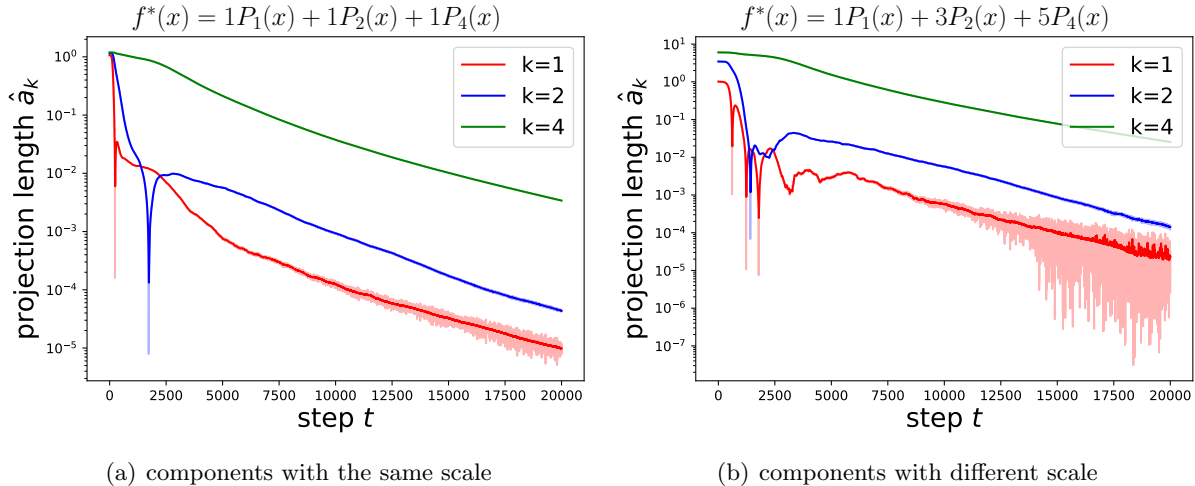 f*(x) = 1P₁(x) + 1P₂(x) + 1P₄(x)
projection length âₖ
10⁰
10⁻¹
10⁻²
10⁻³
10⁻⁴
10⁻⁵
k=1
k=2
k=4
0 2500 5000 7500 10000 12500 15000 17500 20000
step t
(a) components with the same scale
f*(x) = 1P₁(x) + 3P₂(x) + 5P₄(x)
projection length âₖ
10¹
10⁰
10⁻¹
10⁻²
10⁻³
10⁻⁴
10⁻⁵
10⁻⁶
10⁻⁷
k=1
k=2
k=4
0 2500 5000 7500 10000 12500 15000 17500 20000
step t
(b) components with different scale